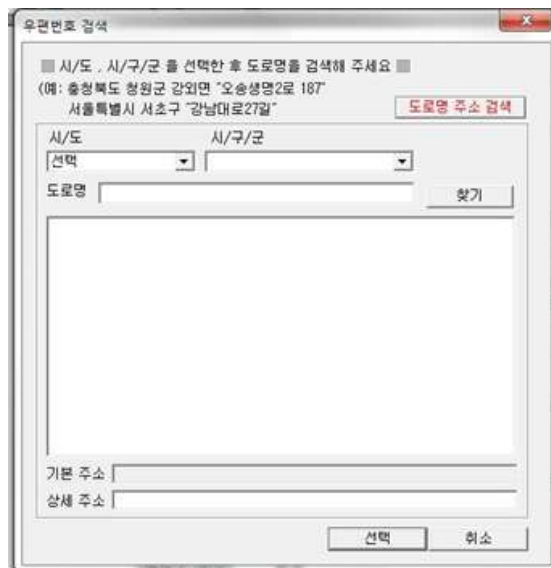 우편번호 검색
▒ 시/도 , 시/구/군 을 선택한 후 도로명을 검색해 주세요 ▒
(예: 충청북도 청원군 강외면 "오송생명2로 187"
서울특별시 서초구 "강남대로27길"
도로명 주소 검색
시/도 시/구/군
선택
도로명
찾기
기본 주소
상세 주소
선택 취소